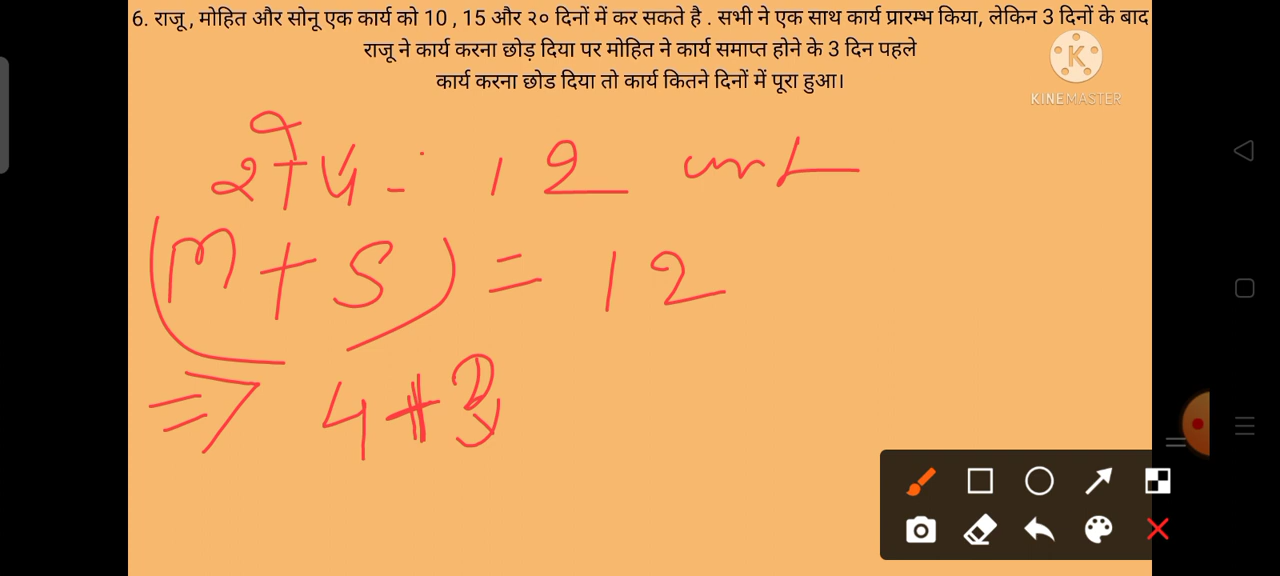 6. राजू , मोहित और सोनू एक कार्य को 10 , 15 और २० दिनों में कर सकते है . सभी ने एक साथ कार्य प्रारम्भ किया, लेकिन 3 दिनों के बाद
राजू ने कार्य करना छोड़ दिया पर मोहित ने कार्य समाप्त होने के 3 दिन पहले
कार्य करना छोड दिया तो कार्य कितने दिनों में पूरा हुआ।
K
KINEMASTER
12 unit
(M + S) = 12
⇒ 4 + 3